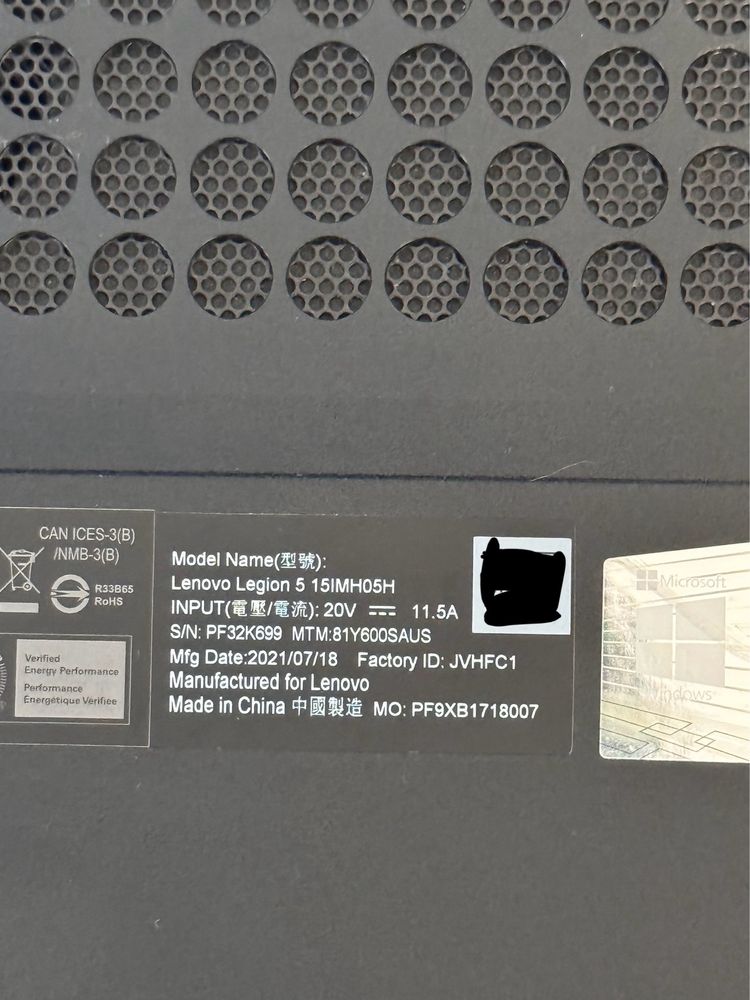 CAN ICES-3(B)
/NMB-3(B)
R33B65
RoHS
Verified
Energy Performance
Performance
Énergétique Vérifiée
Model Name(型號):
Lenovo Legion 5 15IMH05H
INPUT(電壓/電流): 20V 11.5A
S/N: PF32K699 MTM:81Y600SAUS
Mfg Date:2021/07/18 Factory ID: JVHFC1
Manufactured for Lenovo
Made in China 中國製造 MO: PF9XB1718007
Microsoft
Windows